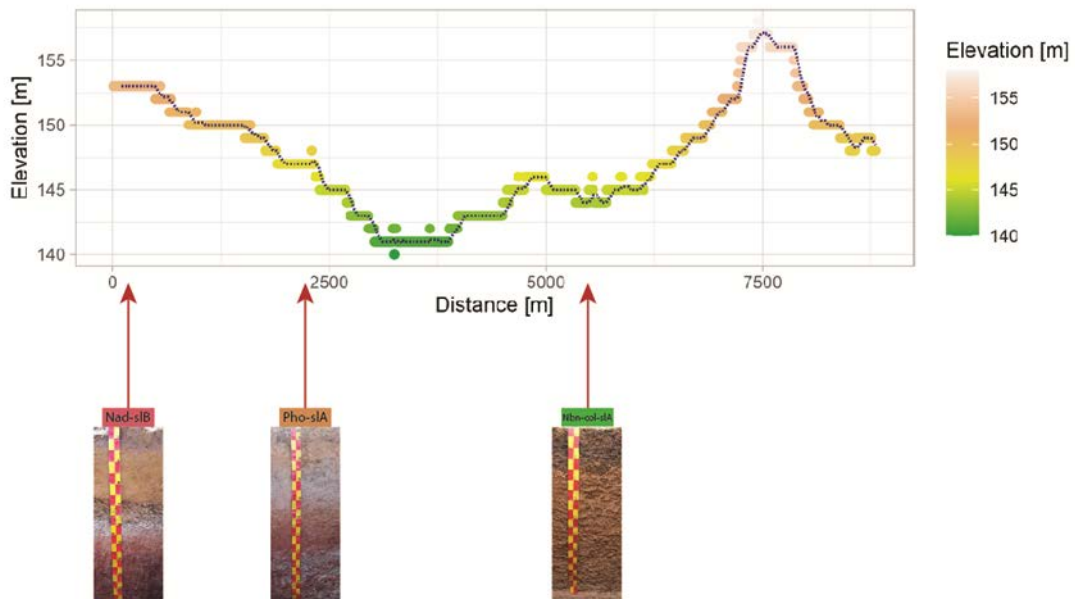 Elevation [m]
155
150
145
140
0
2500
5000
7500
Distance [m]
Elevation [m]
155
150
145
140
Nad-slB
Pho-slA
Nbn-col-slA